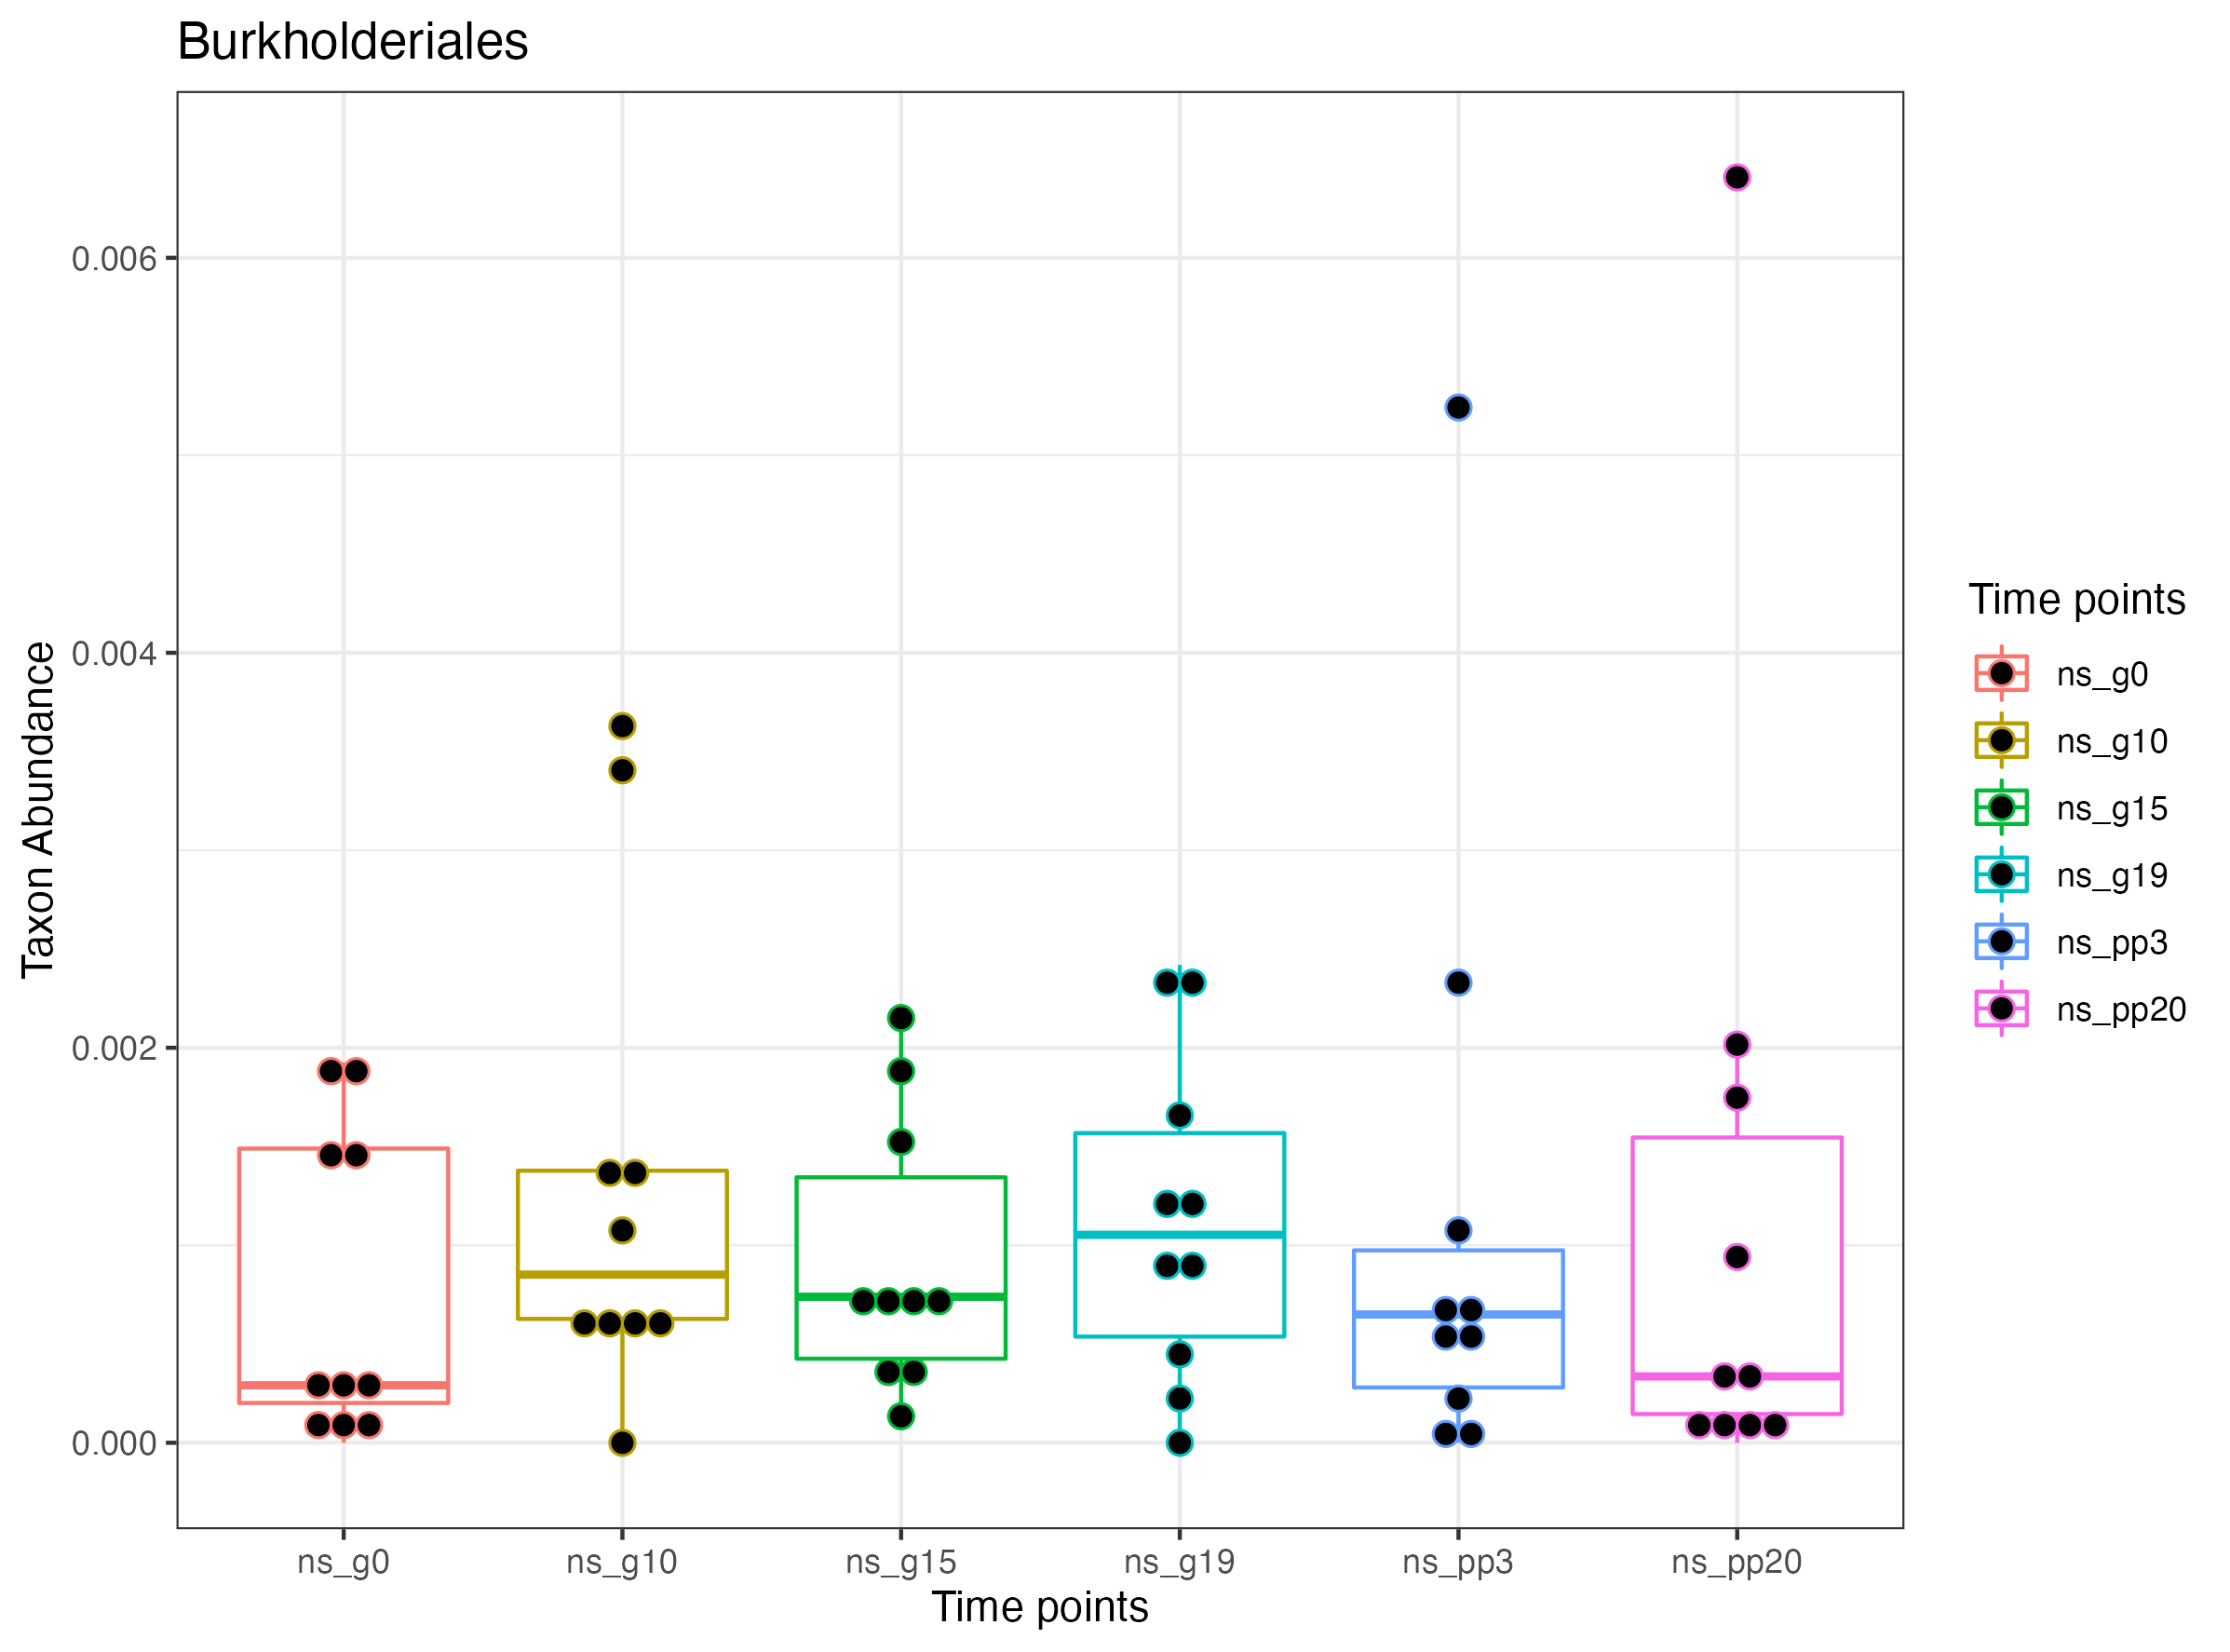 Burkholderiales
Taxon Abundance
0.006
0.004
0.002
0.000
ns_g0 ns_g10 ns_g15 ns_g19 ns_pp3 ns_pp20
Time points
Time points
ns_g0
ns_g10
ns_g15
ns_g19
ns_pp3
ns_pp20